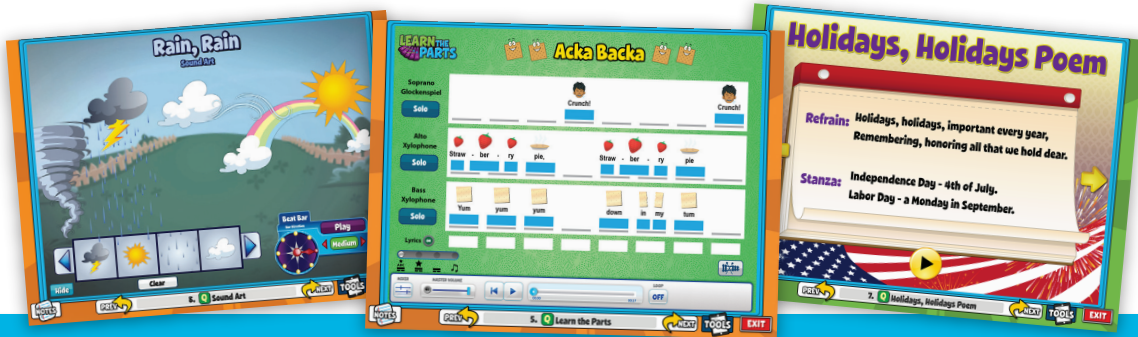 Rain, Rain
Sound Art
Beat Bar
Play
Medium
Hide
Clear
NOTES
PREV
8. Q Sound Art
NEXT
TOOLS
LEARN THE PARTS
Acka Backa
Soprano
Glockenspiel
Solo
Crunch! Crunch!
Alto
Xylophone
Solo
Straw - ber - ry pie, Straw - ber - ry pie
Bass
Xylophone
Solo
Yum yum yum down in my tum
Lyrics
MASTER VOLUME
LOOP
OFF
NOTES
PREV
5. Q Learn the Parts
NEXT
TOOLS
EXIT
Holidays, Holidays Poem
Refrain: Holidays, holidays, important every year,
Remembering, honoring all that we hold dear.
Stanza: Independence Day - 4th of July.
Labor Day - a Monday in September.
PREV
7. Q Holidays, Holidays Poem
NEXT
TOOLS
EXIT